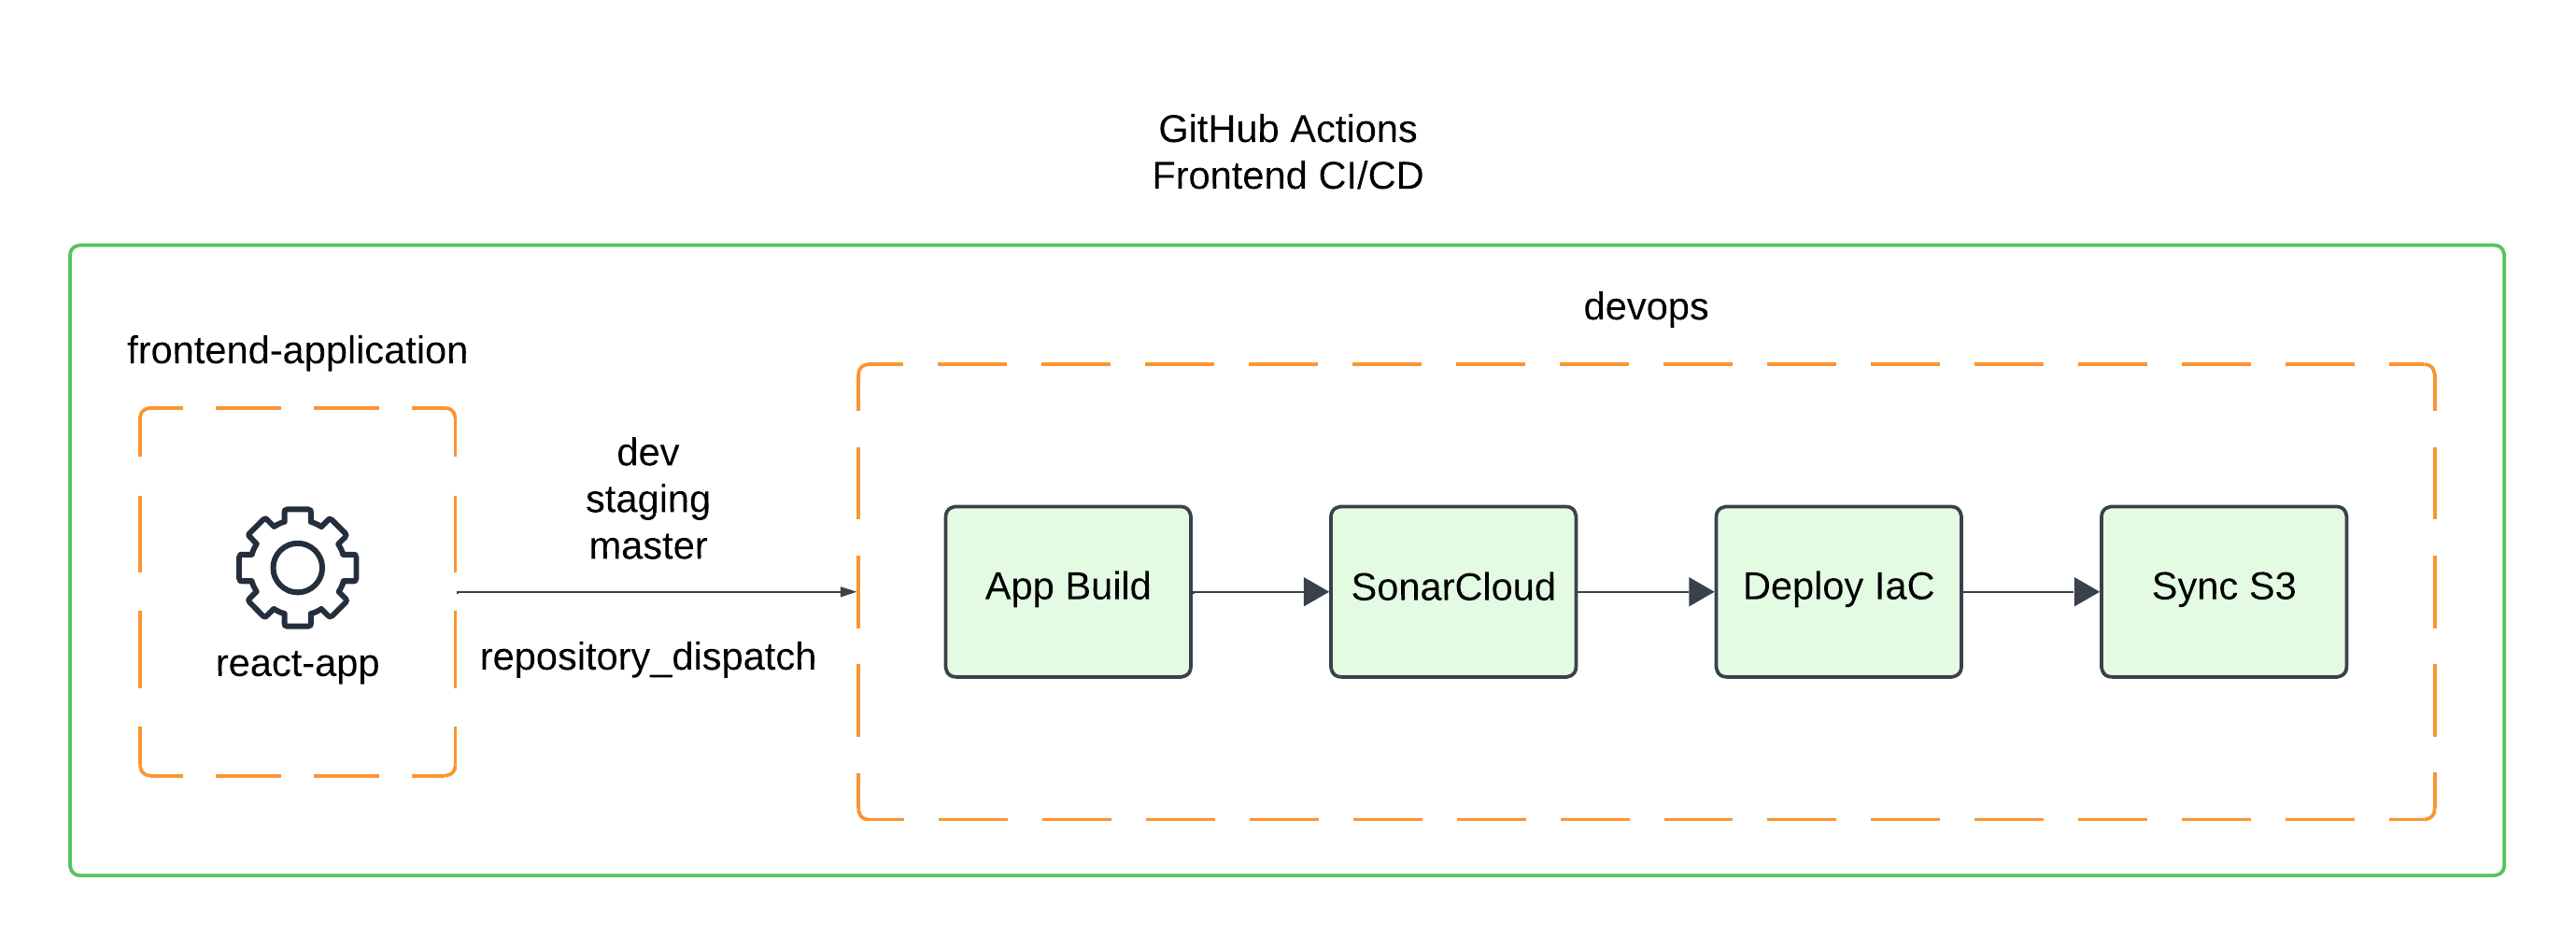 GitHub Actions
Frontend CI/CD
devops
frontend-application
dev
staging
master
react-app
repository_dispatch
App Build
SonarCloud
Deploy IaC
Sync S3